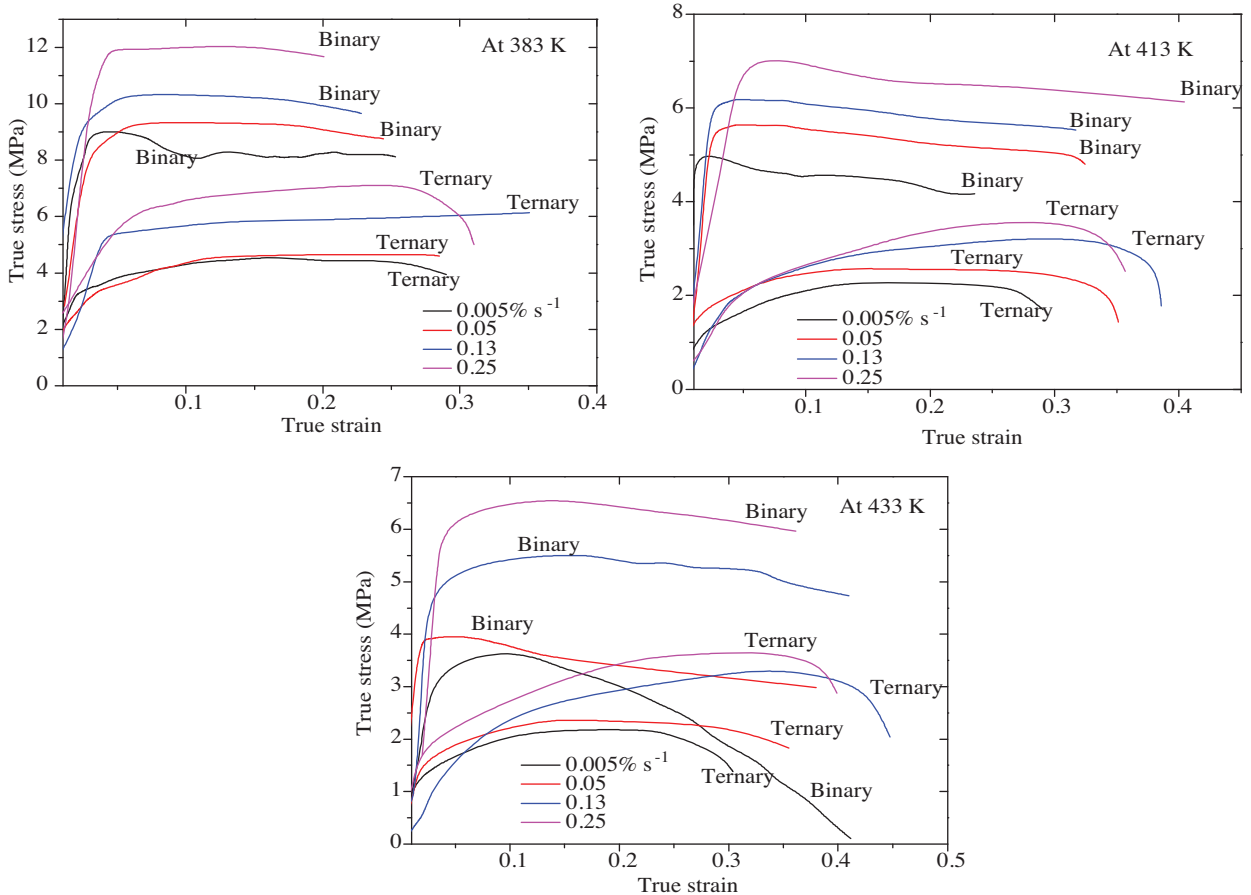 At 383 K
12
10
8
6
4
2
0
True stress (MPa)
Binary
Binary
Binary
Binary
Ternary
Ternary
Ternary
Ternary
0.005% s⁻¹
0.05
0.13
0.25
0.1
0.2
0.3
0.4
True strain
At 413 K
8
6
4
2
0
True stress (MPa)
Binary
Binary
Binary
Binary
Ternary
Ternary
Ternary
Ternary
0.005% s⁻¹
0.05
0.13
0.25
0.1
0.2
0.3
0.4
True strain
At 433 K
7
6
5
4
3
2
1
0
True stress (MPa)
Binary
Binary
Binary
Ternary
Ternary
Ternary
Ternary
Binary
0.005% s⁻¹
0.05
0.13
0.25
0.1
0.2
0.3
0.4
0.5
True strain